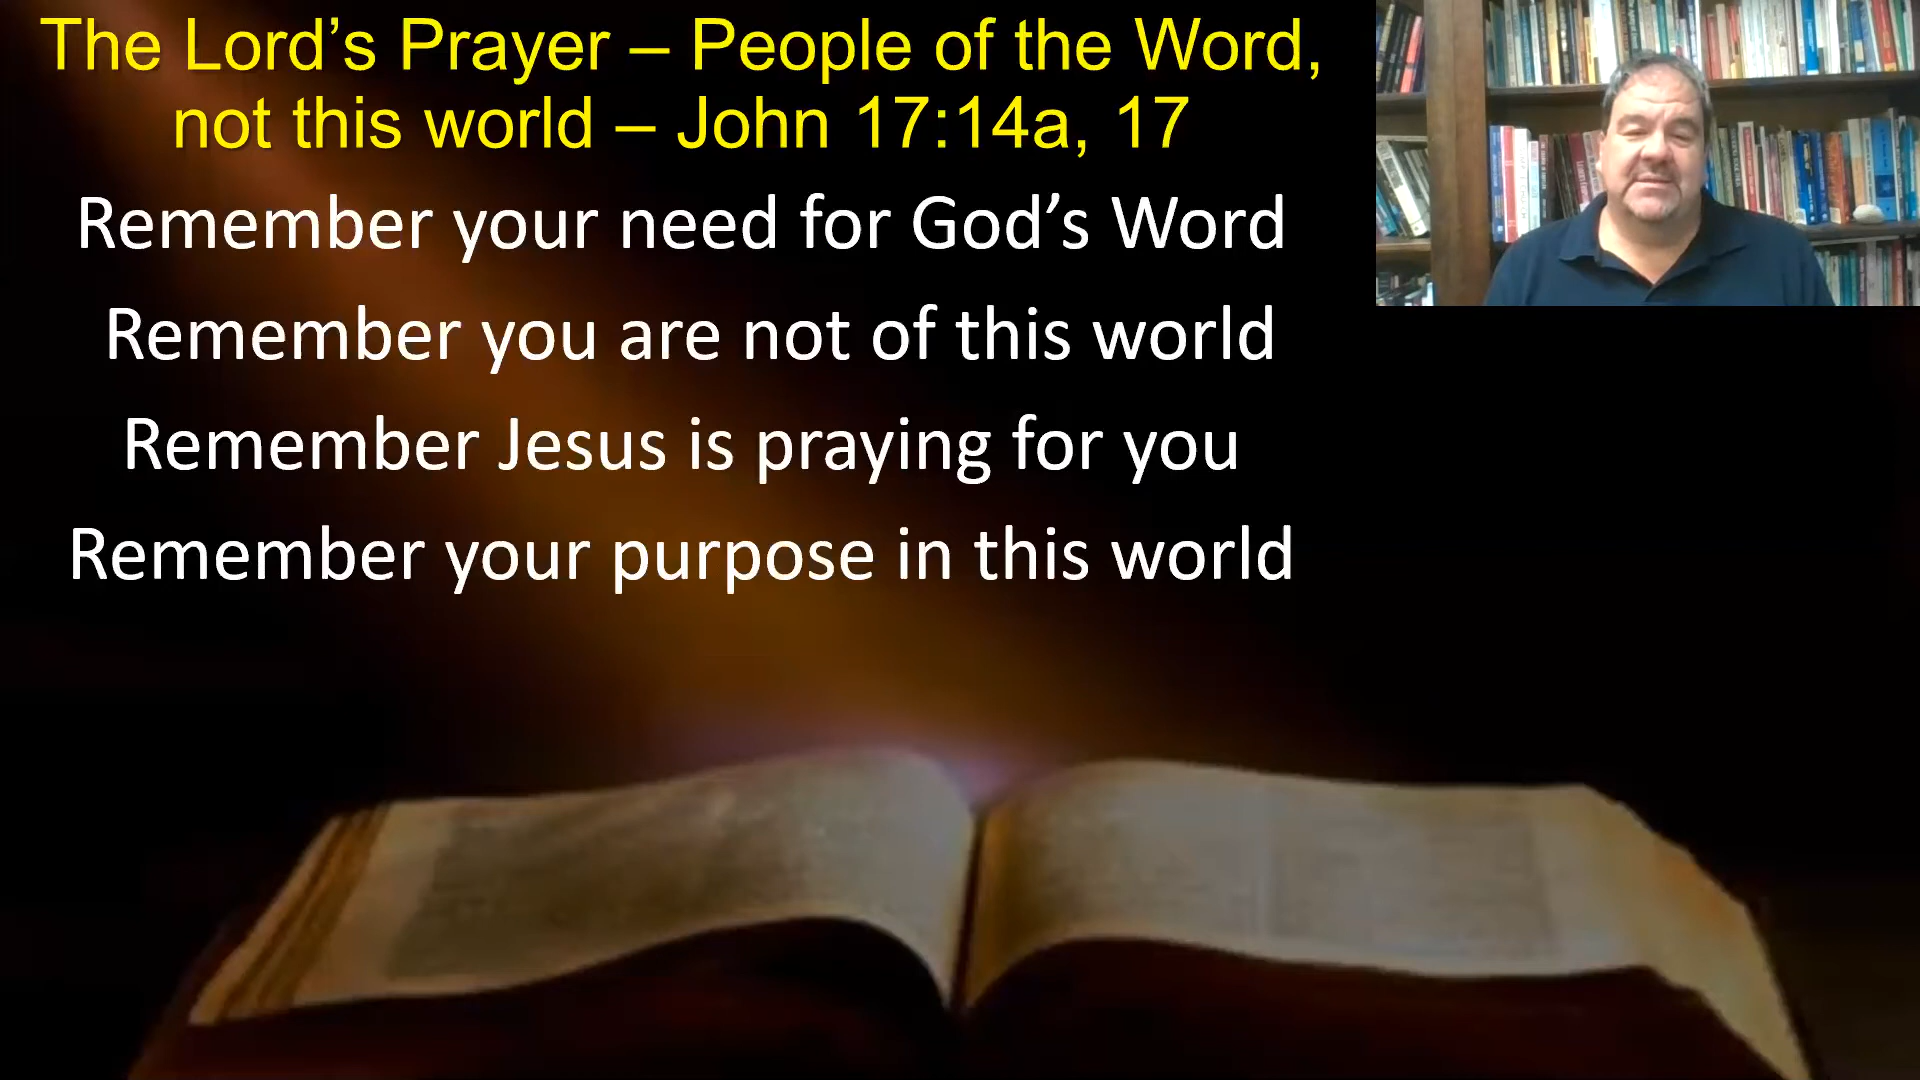 The Lord’s Prayer – People of the Word,
not this world – John 17:14a, 17
Remember your need for God’s Word
Remember you are not of this world
Remember Jesus is praying for you
Remember your purpose in this world